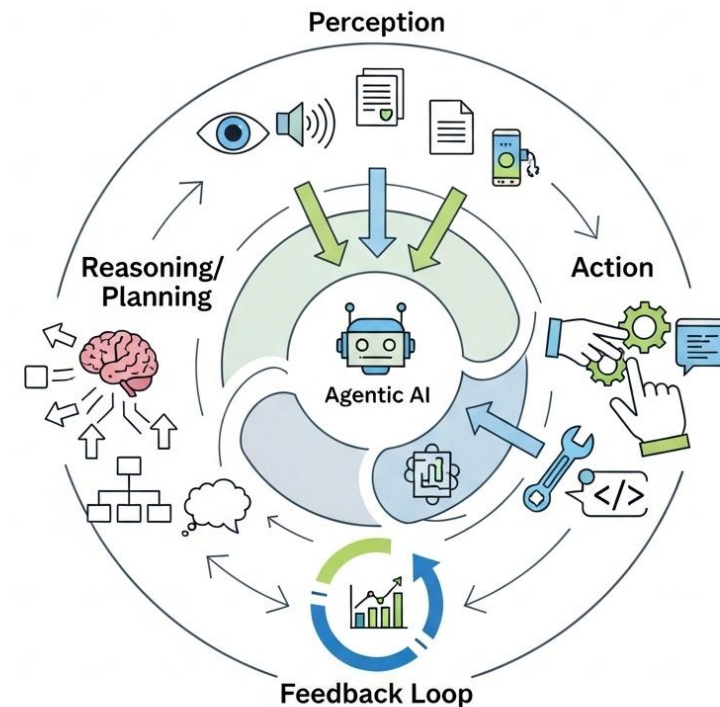 Perception
Reasoning/
Planning
Action
Agentic AI
</>
Feedback Loop